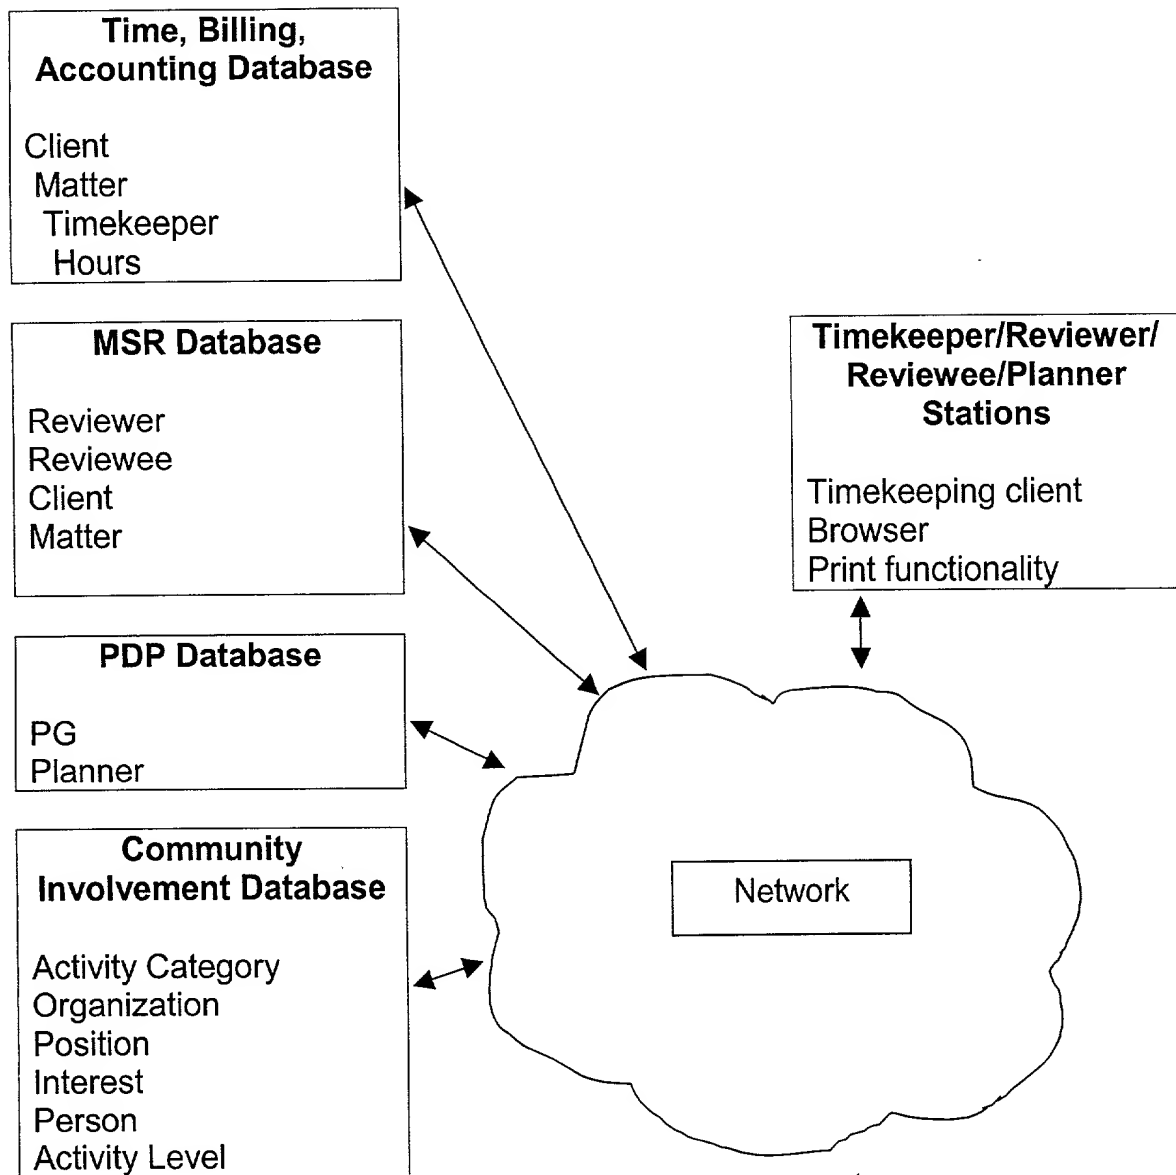 Time, Billing,
Accounting Database
Client
Matter
Timekeeper
Hours
MSR Database
Reviewer
Reviewee
Client
Matter
PDP Database
PG
Planner
Community
Involvement Database
Activity Category
Organization
Position
Interest
Person
Activity Level
Timekeeper/Reviewer/
Reviewee/Planner
Stations
Timekeeping client
Browser
Print functionality
Network